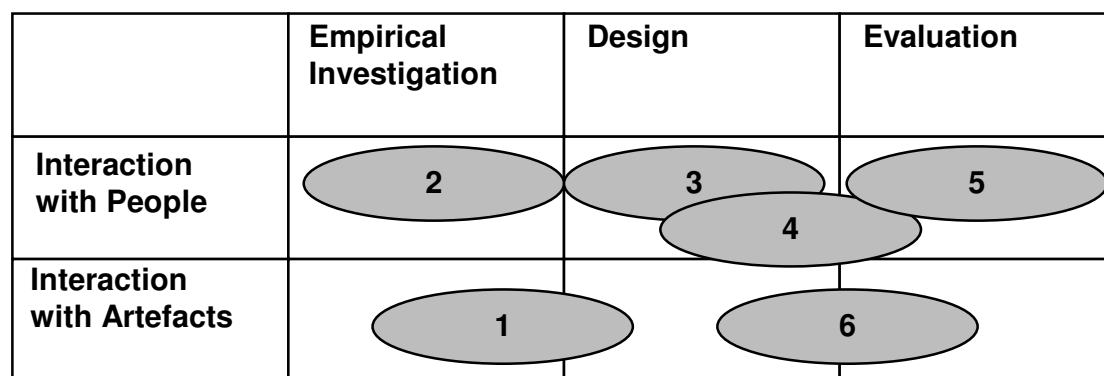 Empirical
Investigation
Design
Evaluation
Interaction
with People
2
3
5
4
Interaction
with Artefacts
1
6